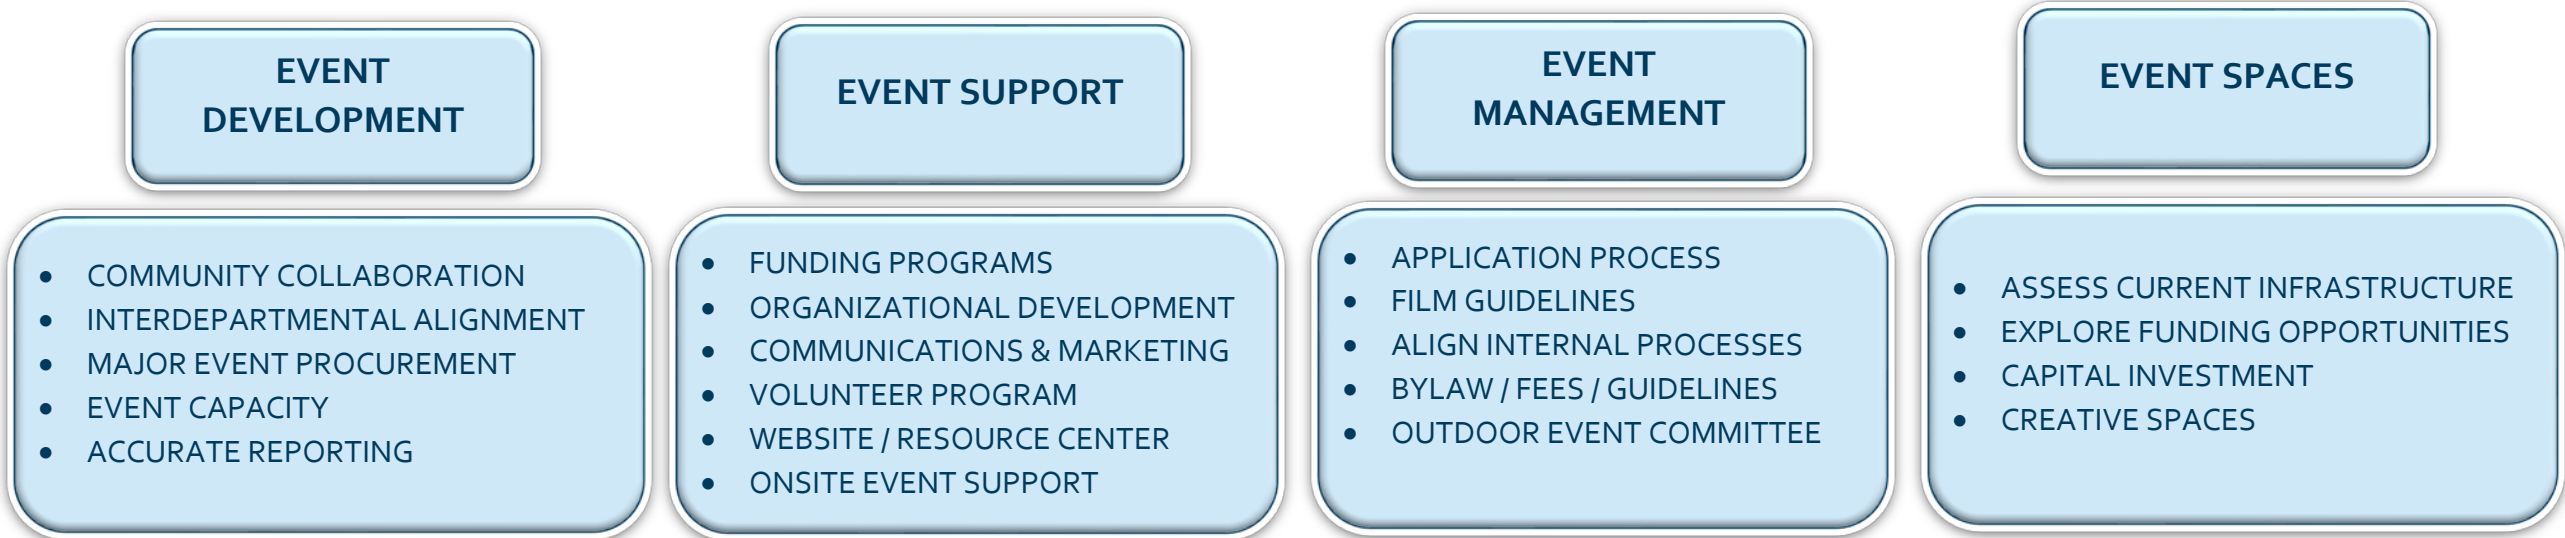 EVENT
DEVELOPMENT
• COMMUNITY COLLABORATION
• INTERDEPARTMENTAL ALIGNMENT
• MAJOR EVENT PROCUREMENT
• EVENT CAPACITY
• ACCURATE REPORTING
EVENT SUPPORT
• FUNDING PROGRAMS
• ORGANIZATIONAL DEVELOPMENT
• COMMUNICATIONS & MARKETING
• VOLUNTEER PROGRAM
• WEBSITE / RESOURCE CENTER
• ONSITE EVENT SUPPORT
EVENT
MANAGEMENT
• APPLICATION PROCESS
• FILM GUIDELINES
• ALIGN INTERNAL PROCESSES
• BYLAW / FEES / GUIDELINES
• OUTDOOR EVENT COMMITTEE
EVENT SPACES
• ASSESS CURRENT INFRASTRUCTURE
• EXPLORE FUNDING OPPORTUNITIES
• CAPITAL INVESTMENT
• CREATIVE SPACES